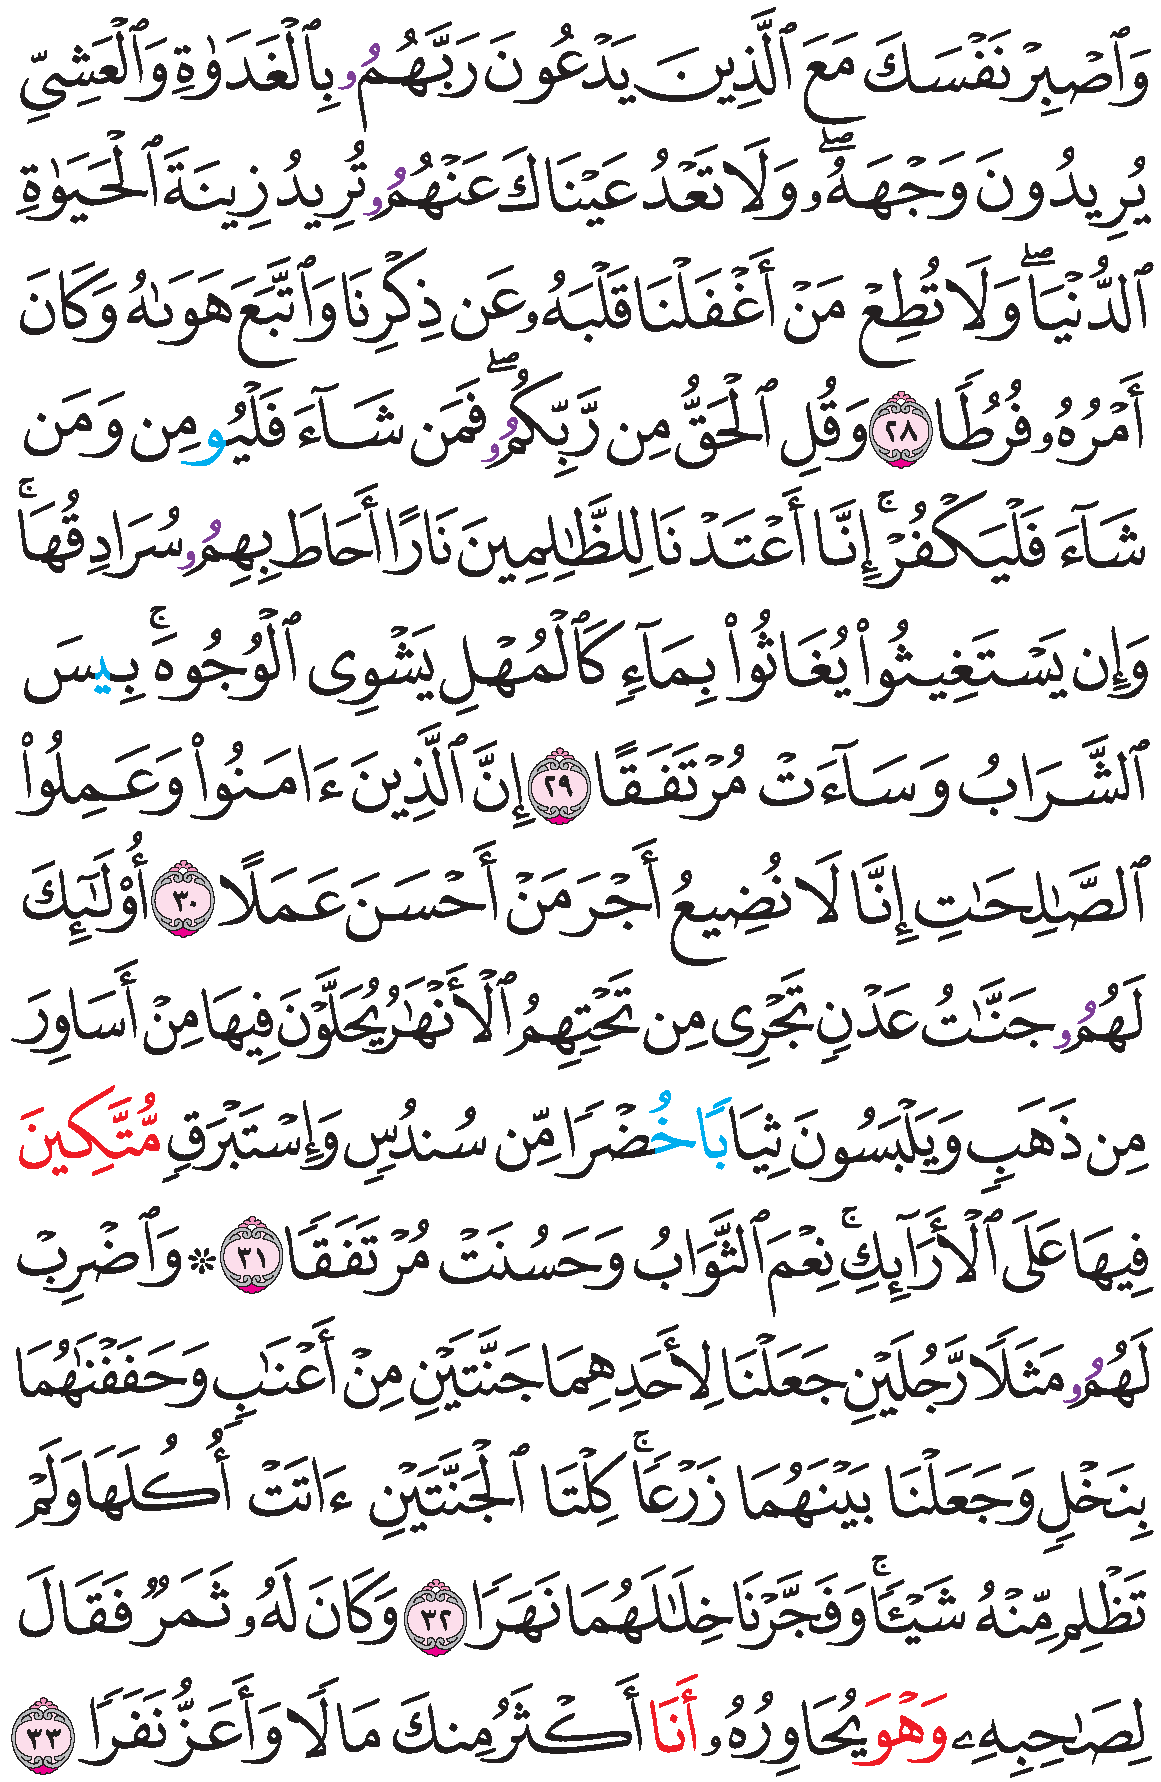 وَٱصۡبِرۡ نَفۡسَكَ مَعَ ٱلَّذِينَ يَدۡعُونَ رَبَّهُمُۥ بِٱلۡغَدَوٰةِ وَٱلۡعَشِيِّ
يُرِيدُونَ وَجۡهَهُۥۖ وَلَا تَعۡدُ عَيۡنَاكَ عَنۡهُمُۥ تُرِيدُ زِينَةَ ٱلۡحَيَوٰةِ
ٱلدُّنۡيَاۖ وَلَا تُطِعۡ مَنۡ أَغۡفَلۡنَا قَلۡبَهُۥ عَن ذِكۡرِنَا وَٱتَّبَعَ هَوَىٰهُ وَكَانَ
أَمۡرُهُۥ فُرُطٗا ٢٨ وَقُلِ ٱلۡحَقُّ مِن رَّبِّكُمُۥۖ فَمَن شَآءَ فَلۡيُومِن وَمَن
شَآءَ فَلۡيَكۡفُرۡۚ إِنَّا أَعۡتَدۡنَا لِلظَّٰلِمِينَ نَارًا أَحَاطَ بِهِمُۥ سُرَادِقُهَاۚ
وَإِن يَسۡتَغِيثُواْ يُغَاثُواْ بِمَآءٖ كَٱلۡمُهۡلِ يَشۡوِي ٱلۡوُجُوهَۚ بِيسَ
ٱلشَّرَابُ وَسَآءَتۡ مُرۡتَفَقًا ٢٩ إِنَّ ٱلَّذِينَ ءَامَنُواْ وَعَمِلُواْ
ٱلصَّٰلِحَٰتِ إِنَّا لَا نُضِيعُ أَجۡرَ مَنۡ أَحۡسَنَ عَمَلًا ٣٠ أُوْلَٰٓئِكَ
لَهُمُۥ جَنَّٰتُ عَدۡنٖ تَجۡرِي مِن تَحۡتِهِمُ ٱلۡأَنۡهَٰرُ يُحَلَّوۡنَ فِيهَا مِنۡ أَسَاوِرَ
مِن ذَهَبٖ وَيَلۡبَسُونَ ثِيَابًا خُضۡرٗا مِّن سُندُسٖ وَإِسۡتَبۡرَقٖ مُّتَّكِينَ
فِيهَا عَلَى ٱلۡأَرَآئِكِۚ نِعۡمَ ٱلثَّوَابُ وَحَسُنَتۡ مُرۡتَفَقٗا ٣١ ۞ وَٱضۡرِبۡ
لَهُمُۥ مَثَلٗا رَّجُلَيۡنِ جَعَلۡنَا لِأَحَدِهِمَا جَنَّتَيۡنِ مِنۡ أَعۡنَٰبٖ وَحَفَفۡنَٰهُمَا
بِنَخۡلٖ وَجَعَلۡنَا بَيۡنَهُمَا زَرۡعٗاۚ كِلۡتَا ٱلۡجَنَّتَيۡنِ ءَاتَتۡ أُكُلَهَا وَلَمۡ
تَظۡلِم مِّنۡهُ شَيۡـٔٗاۚ وَفَجَّرۡنَا خِلَٰلَهُمَا نَهَرٗا ٣٢ وَكَانَ لَهُۥ ثَمَرٞ فَقَالَ
لِصَٰحِبِهِۦ وَهۡوَ يُحَاوِرُهُۥ أَنَا أَكۡثَرُ مِنكَ مَالٗا وَأَعَزُّ نَفَرٗا ٣٣